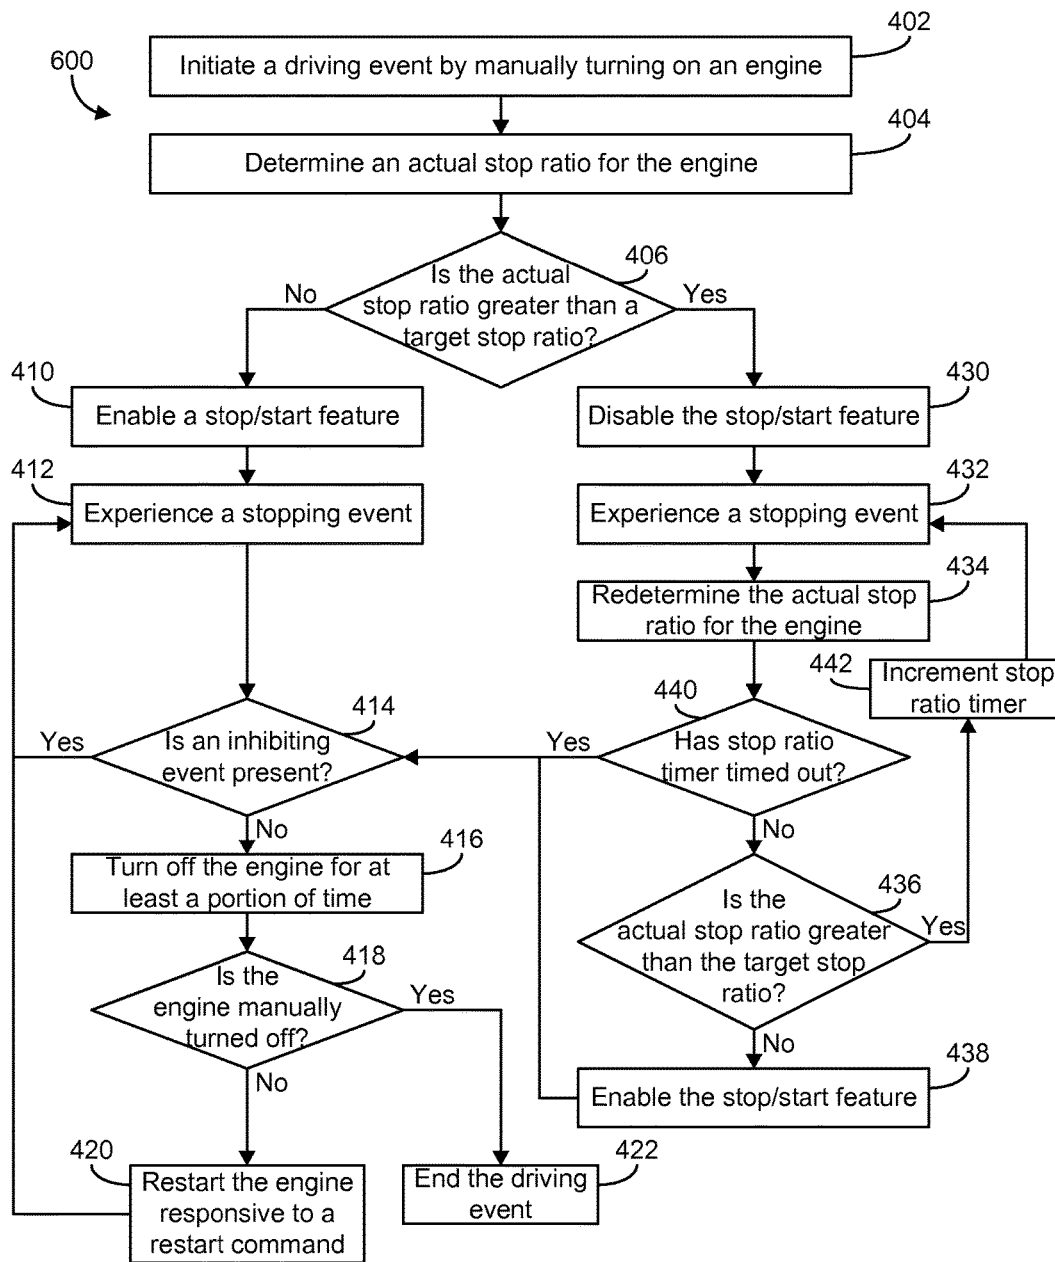 402
600
Initiate a driving event by manually turning on an engine
404
Determine an actual stop ratio for the engine
406
Is the actual
stop ratio greater than a
target stop ratio?
No
Yes
410
Enable a stop/start feature
430
Disable the stop/start feature
412
Experience a stopping event
432
Experience a stopping event
434
Redetermine the actual stop
ratio for the engine
442
Increment stop
ratio timer
414
Is an inhibiting
event present?
Yes
No
440
Has stop ratio
timer timed out?
Yes
No
416
Turn off the engine for at
least a portion of time
436
Is the
actual stop ratio greater
than the target stop
ratio?
Yes
No
418
Is the
engine manually
turned off?
Yes
No
438
Enable the stop/start feature
420
Restart the engine
responsive to a
restart command
422
End the driving
event